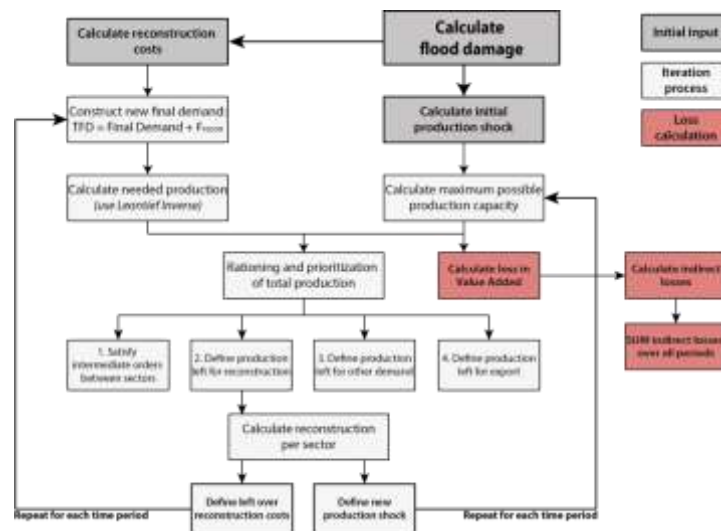 Calculate reconstruction
costs
Calculate
flood damage
Initial input
Iteration
process
Loss
calculation
Construct new final demand:
TFD = Final Demand +
Calculate initial
production shock
Calculate needed production
(use Leontief Inverse)
Calculate maximum possible
production capacity
Rationing and prioritization
of total production
Calculate loss in
Value Added
Calculate indirect
losses
SUM indirect losses
over all periods
1. Satisfy
intermediate orders
between sectors
2. Define production
left for reconstruction
3. Define production
left for other demand
4. Define production
left for export
Calculate reconstruction
per sector
Define left over
reconstruction costs
Define new
production shock
Repeat for each time period
Repeat for each time period